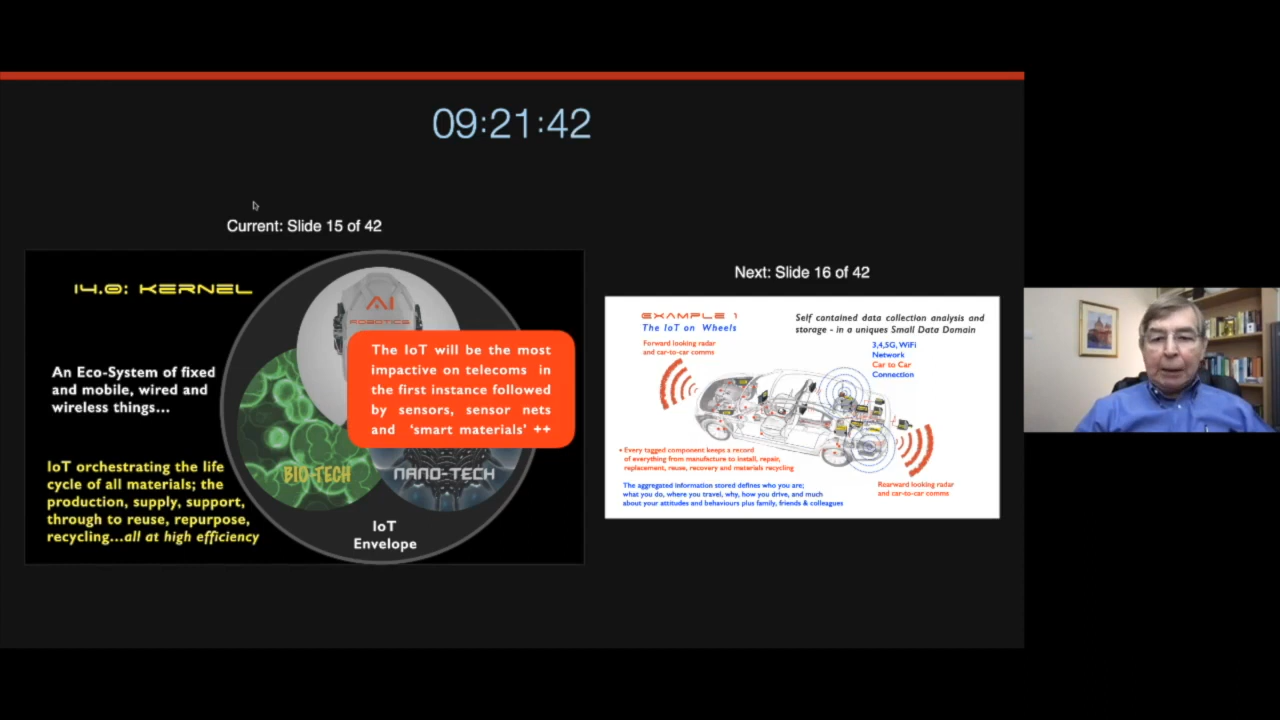 09:21:42
Current: Slide 15 of 42
14.0: KERNEL
AI
ROBOTICS
The IoT will be the most
impactive on telecoms in
the first instance followed
by sensors, sensor nets
and 'smart materials' ++
An Eco-System of fixed
and mobile, wired and
wireless things...
IoT orchestrating the life
cycle of all materials; the
production, supply, support,
through to reuse, repurpose,
recycling...all at high efficiency
BIO-TECH
NANO-TECH
IoT
Envelope
Next: Slide 16 of 42
EXAMPLE 1
The IoT on Wheels
Self contained data collection analysis and
storage - in a uniques Small Data Domain
Forward looking radar
and car-to-car comms
3,4,5G, WiFi
Network
Car to Car
Connection
• Every tagged component keeps a record
of everything from manufacture to install, repair,
replacement, reuse, recovery and materials recycling
The aggregated information stored defines who you are;
what you do, where you travel, why, how you drive, and much
about your attitudes and behaviours plus family, friends & colleagues
Rearward looking radar
and car-to-car comms